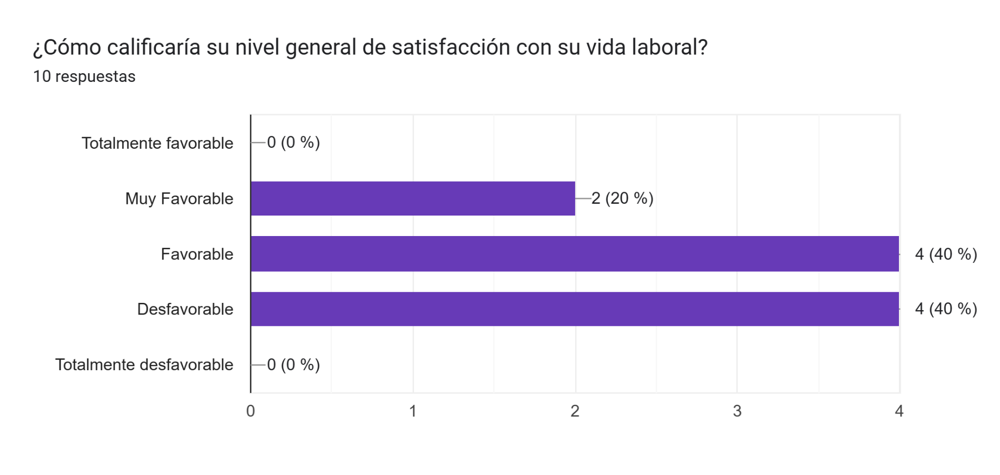 ¿Cómo calificaría su nivel general de satisfacción con su vida laboral?
10 respuestas
Totalmente favorable 0 (0 %)
Muy Favorable 2 (20 %)
Favorable 4 (40 %)
Desfavorable 4 (40 %)
Totalmente desfavorable 0 (0 %)
0 1 2 3 4